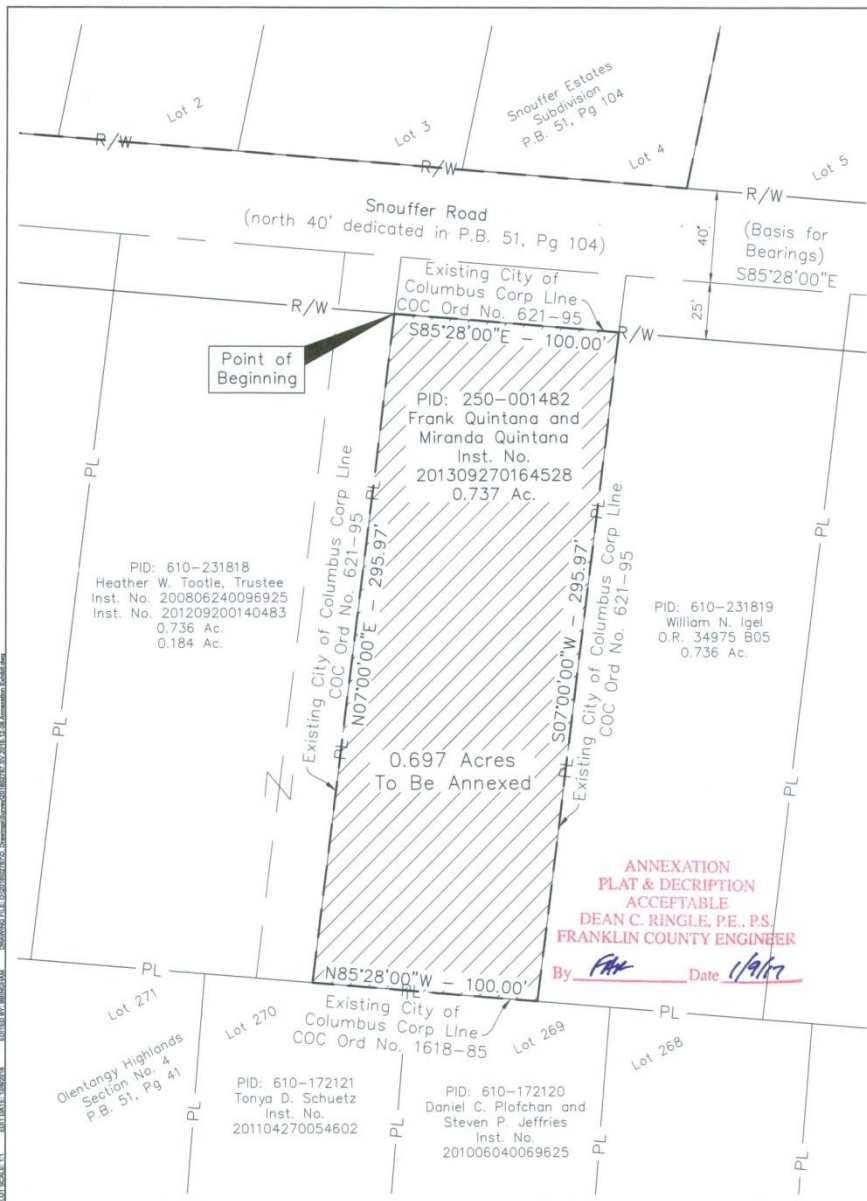 Lot 2
Lot 3
Snouffer Estates
Subdivision
P.B. 51, Pg 104
Lot 4
Lot 5
R/W
R/W
R/W
Snouffer Road
(north 40' dedicated in P.B. 51, Pg 104)
40'
(Basis for
Bearings)
S85°28'00"E
25'
Existing City of
Columbus Corp LIne
COC Ord No. 621-95
R/W
R/W
S85°28'00"E - 100.00'
Point of
Beginning
PID: 250-001482
Frank Quintana and
Miranda Quintana
Inst. No.
201309270164528
0.737 Ac.
PL
PL
PL
PL
Existing City of Columbus Corp LIne
COC Ord No. 621-95
N07°00'00"E - 295.97'
S07°00'00"W - 295.97'
Existing City of Columbus Corp LIne
COC Ord No. 621-95
PID: 610-231818
Heather W. Tootle, Trustee
Inst. No. 200806240096925
Inst. No. 201209200140483
0.736 Ac.
0.184 Ac.
PID: 610-231819
William N. Igel
O.R. 34975 B05
0.736 Ac.
PL
PL
PL
PL
0.697 Acres
To Be Annexed
Z
ANNEXATION
PLAT & DECRIPTION
ACCEPTABLE
DEAN C. RINGLE, P.E., P.S.
FRANKLIN COUNTY ENGINEER
By Date 1/9/17
PL
N85°28'00"W - 100.00'
PL
PL
Existing City of
Columbus Corp LIne
COC Ord No. 1618-85
Lot 271
Lot 270
Lot 269
Lot 268
Olentangy Highlands
Section No. 4
P.B. 51, Pg 41
PID: 610-172121
Tonya D. Schuetz
Inst. No.
201104270054602
PID: 610-172120
Daniel C. Plofchan and
Steven P. Jeffries
Inst. No.
201006040069625
PL
PL
PL
PL